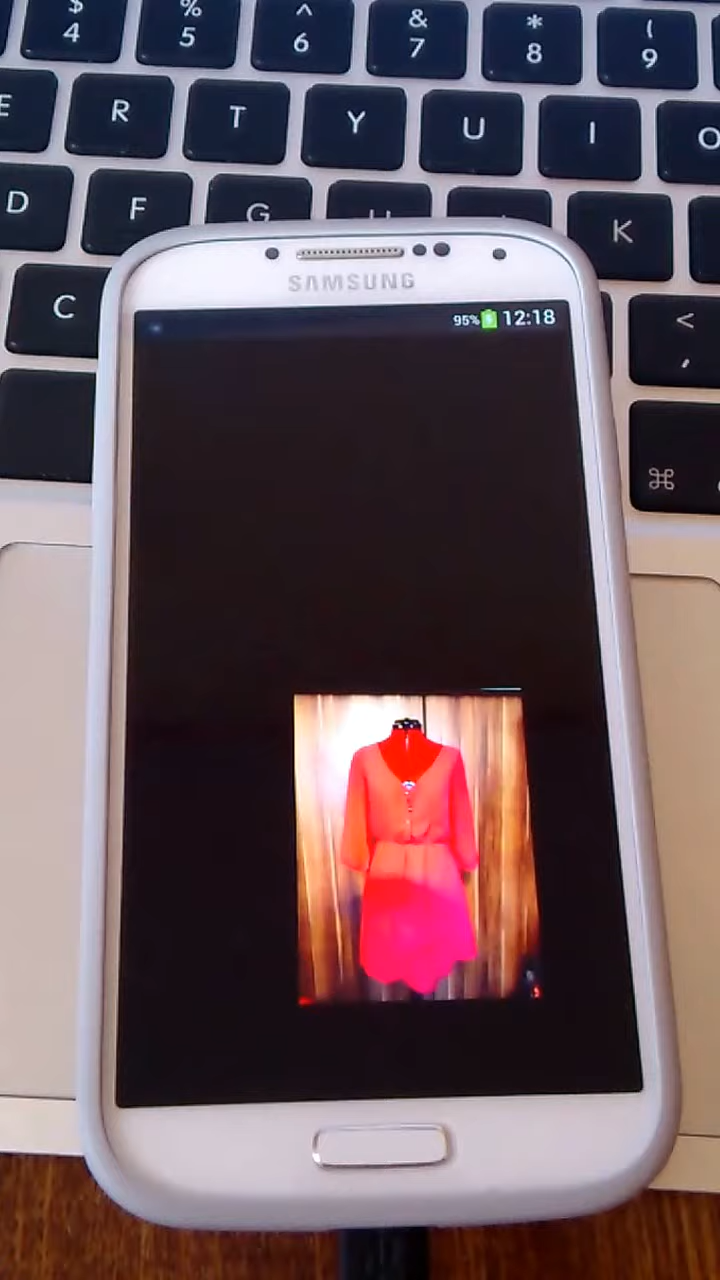 $ % ^ & * (
4 5 6 7 8 9
E R T Y U I O
D F G K
SAMSUNG
C <
,
95% 12:18
⌘